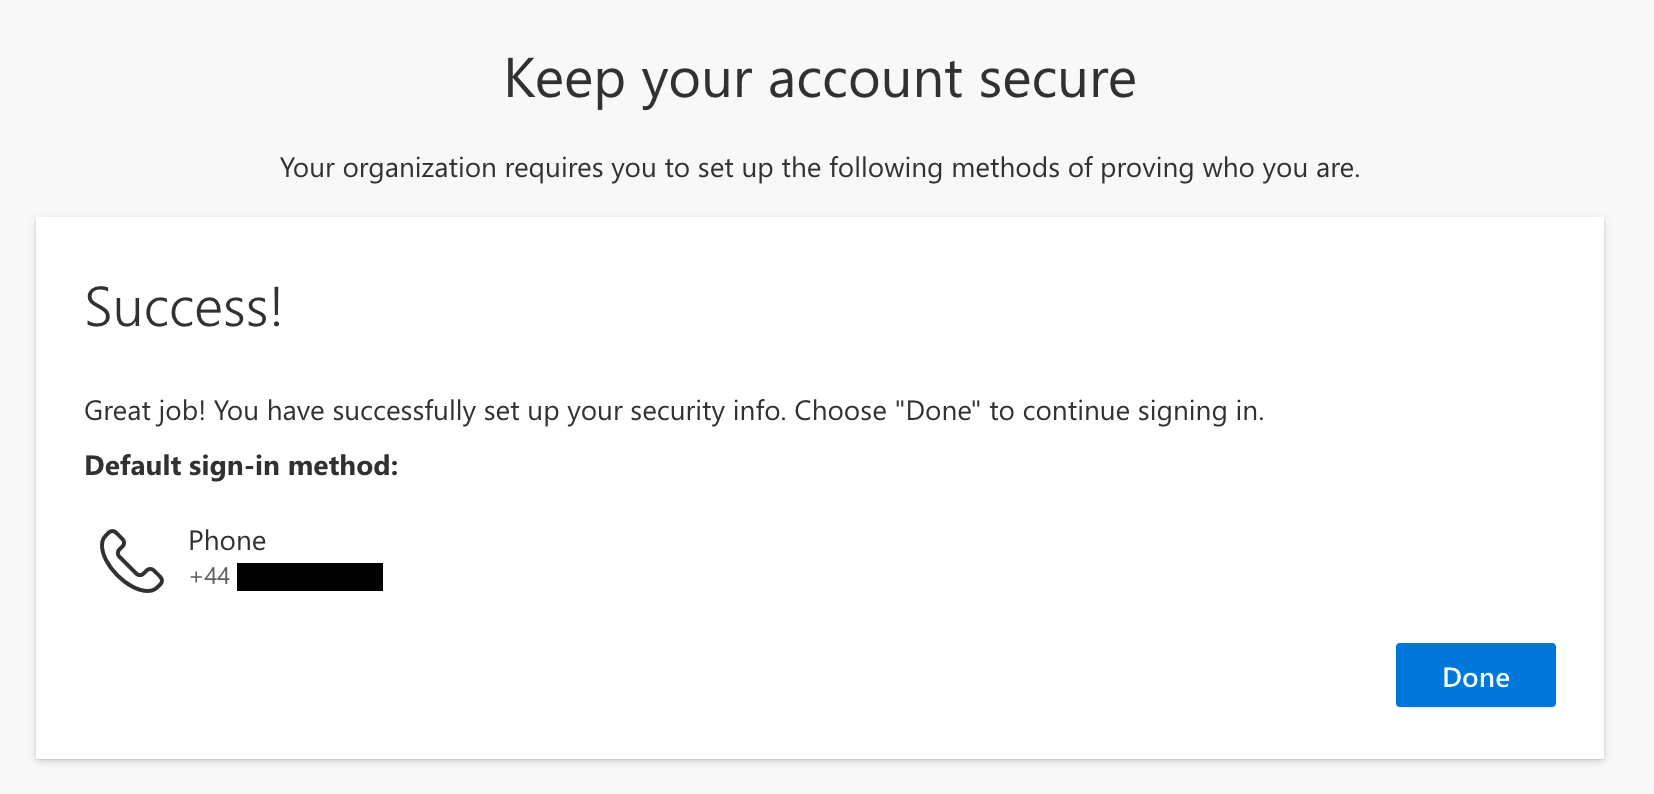 Keep your account secure
Your organization requires you to set up the following methods of proving who you are.
Success!
Great job! You have successfully set up your security info. Choose "Done" to continue signing in.
Default sign-in method:
Phone
+44
Done